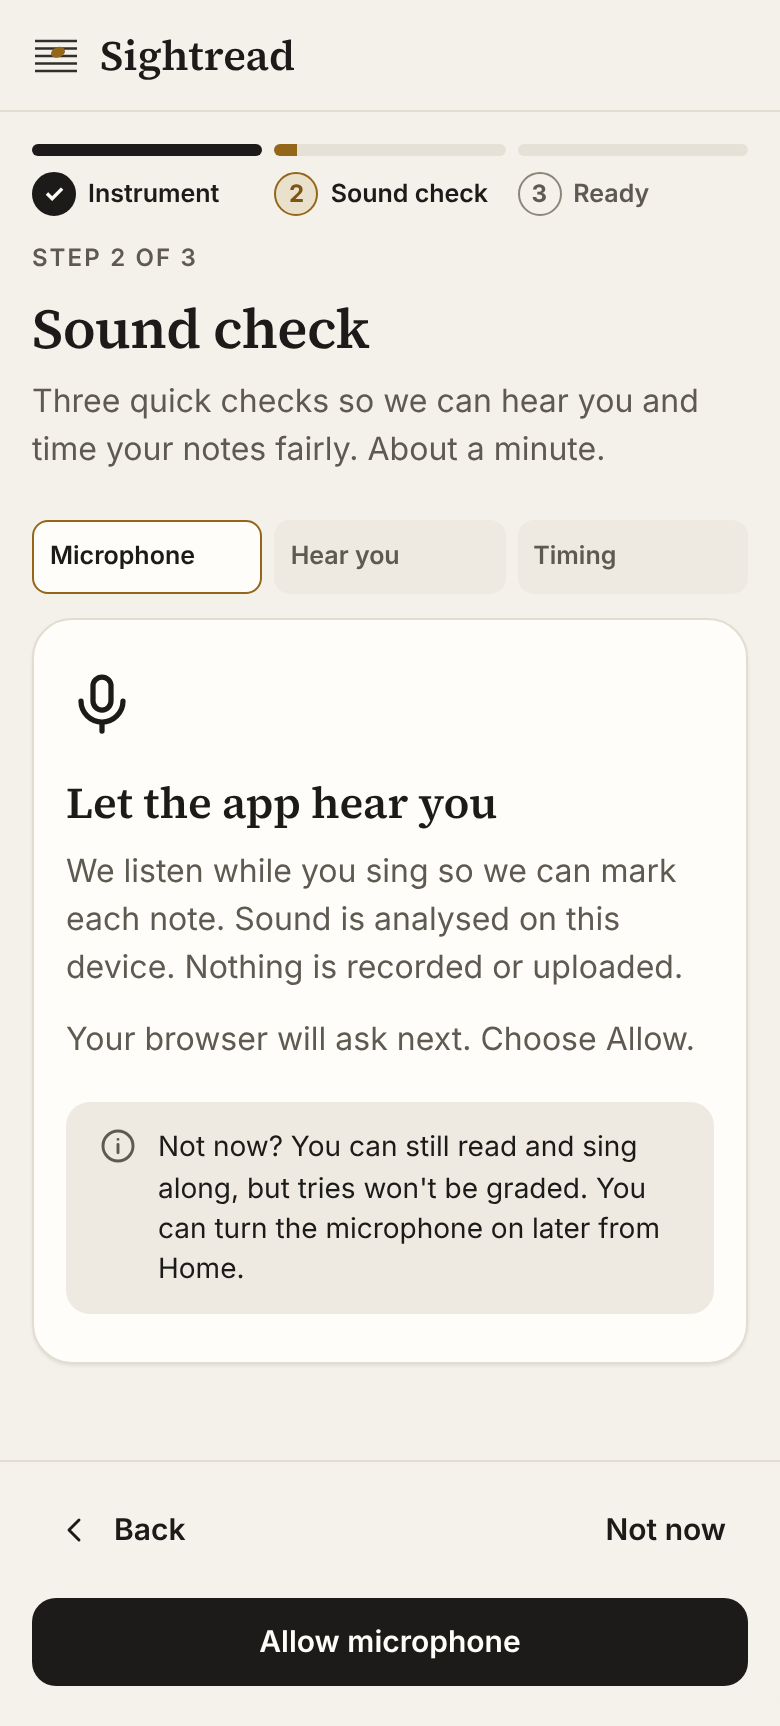 Sightread
Instrument
2 Sound check
3 Ready
STEP 2 OF 3
Sound check
Three quick checks so we can hear you and
time your notes fairly. About a minute.
Microphone
Hear you
Timing
Let the app hear you
We listen while you sing so we can mark
each note. Sound is analysed on this
device. Nothing is recorded or uploaded.
Your browser will ask next. Choose Allow.
Not now? You can still read and sing
along, but tries won't be graded. You
can turn the microphone on later from
Home.
Back
Not now
Allow microphone